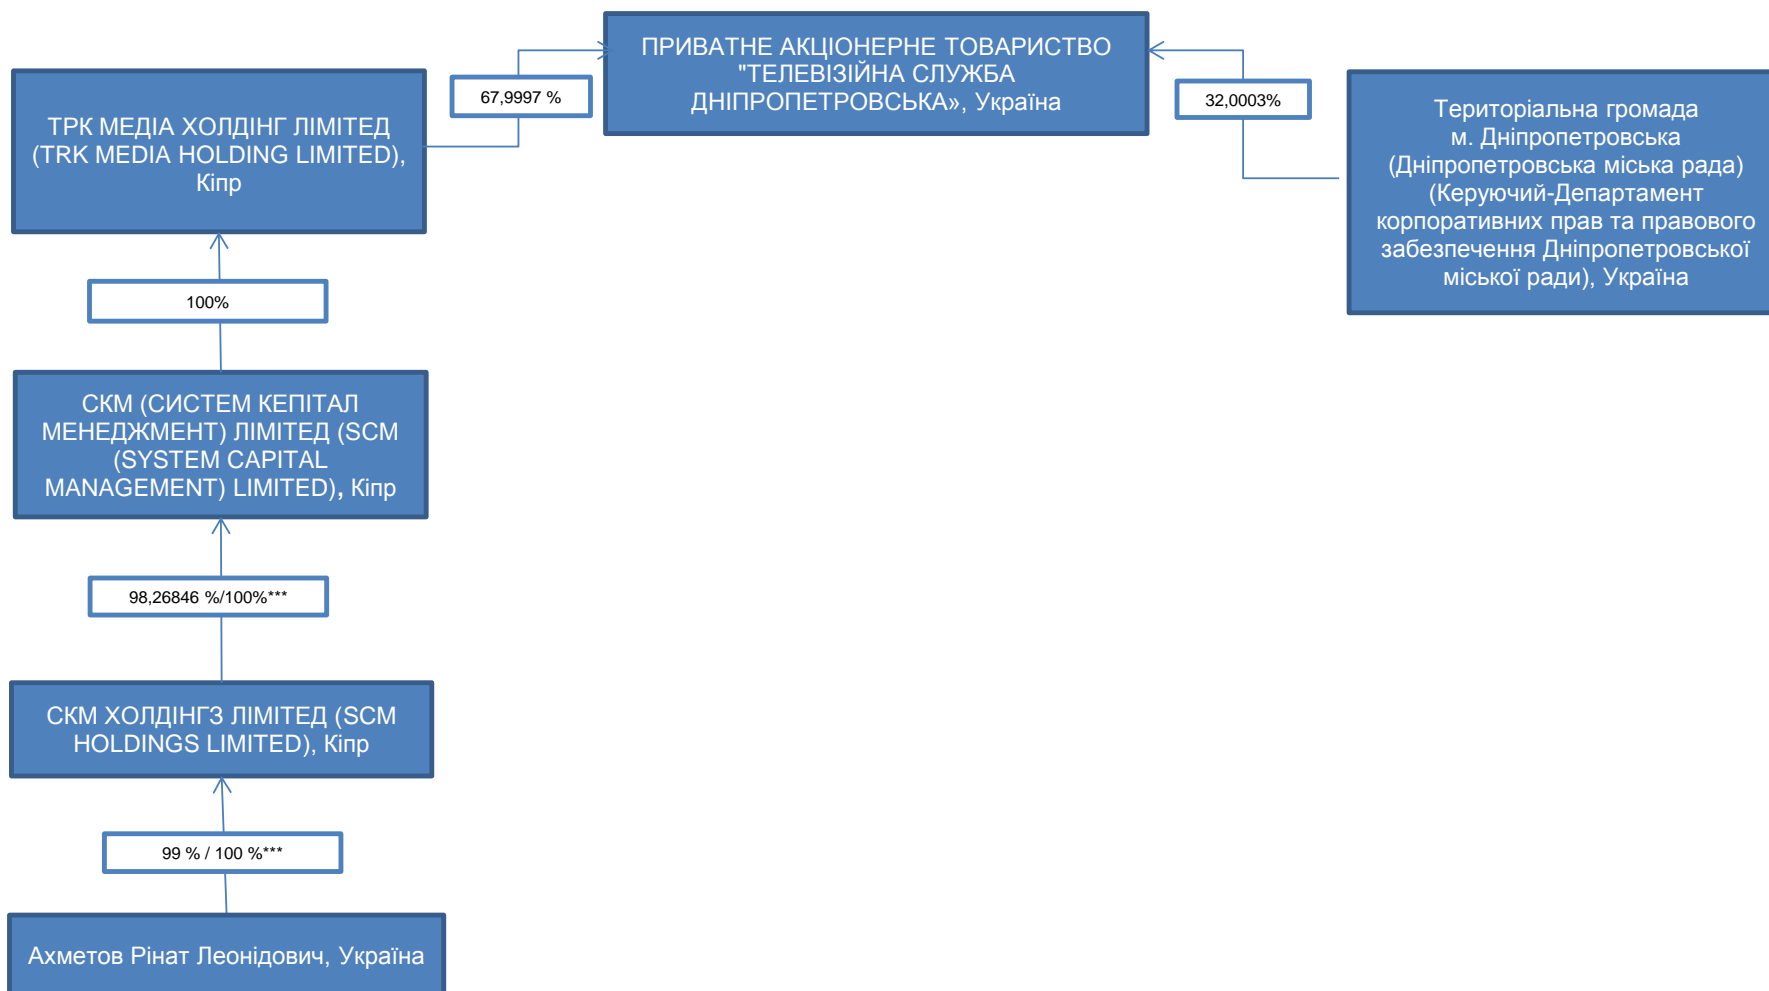 ПРИВАТНЕ АКЦІОНЕРНЕ ТОВАРИСТВО
"ТЕЛЕВІЗІЙНА СЛУЖБА
ДНІПРОПЕТРОВСЬКА», Україна
67,9997 %
32,0003%
ТРК МЕДІА ХОЛДІНГ ЛІМІТЕД
(TRK MEDIA HOLDING LIMITED),
Кіпр
Територіальна громада
м. Дніпропетровська
(Дніпропетровська міська рада)
(Керуючий-Департамент
корпоративних прав та правового
забезпечення Дніпропетровської
міської ради), Україна
100%
СКМ (СИСТЕМ КЕПІТАЛ
МЕНЕДЖМЕНТ) ЛІМІТЕД (SCM
(SYSTEM CAPITAL
MANAGEMENT) LIMITED), Кіпр
98,26846 %/100%***
СКМ ХОЛДІНГЗ ЛІМІТЕД (SCM
HOLDINGS LIMITED), Кіпр
99 % / 100 %***
Ахметов Рінат Леонідович, Україна